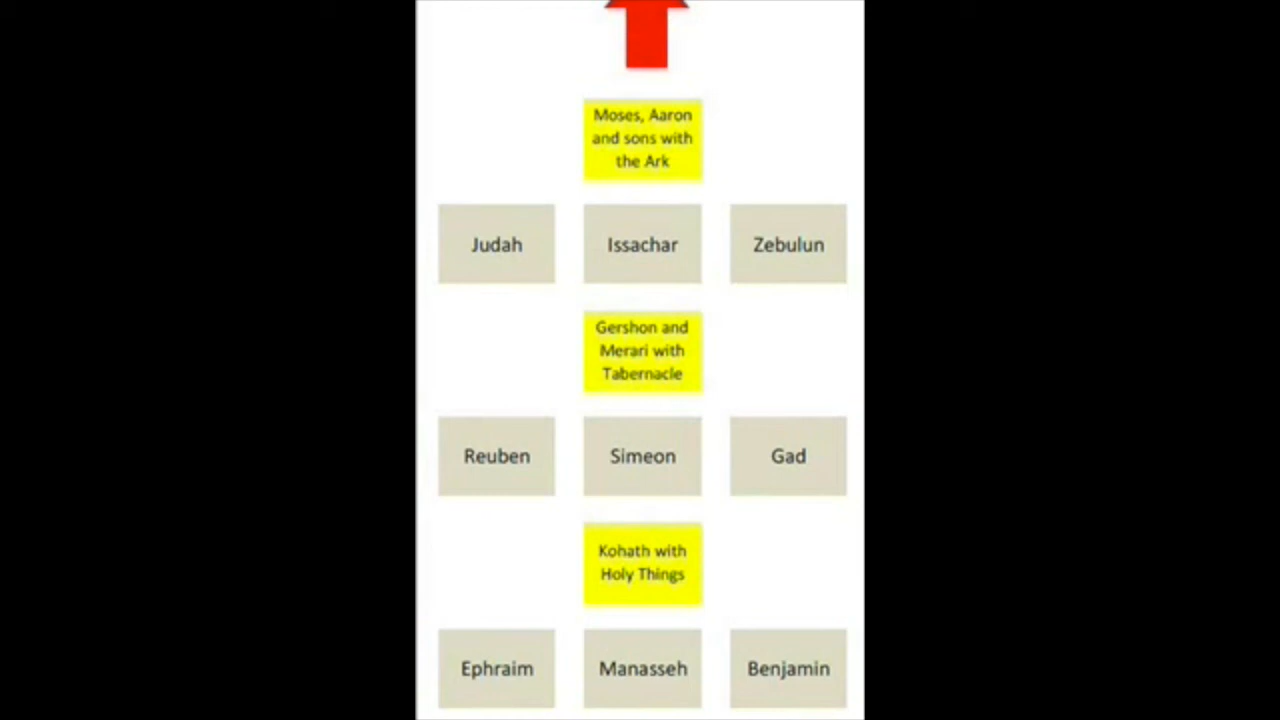 Moses, Aaron
and sons with
the Ark
Judah
Issachar
Zebulun
Gershon and
Merari with
Tabernacle
Reuben
Simeon
Gad
Kohath with
Holy Things
Ephraim
Manasseh
Benjamin